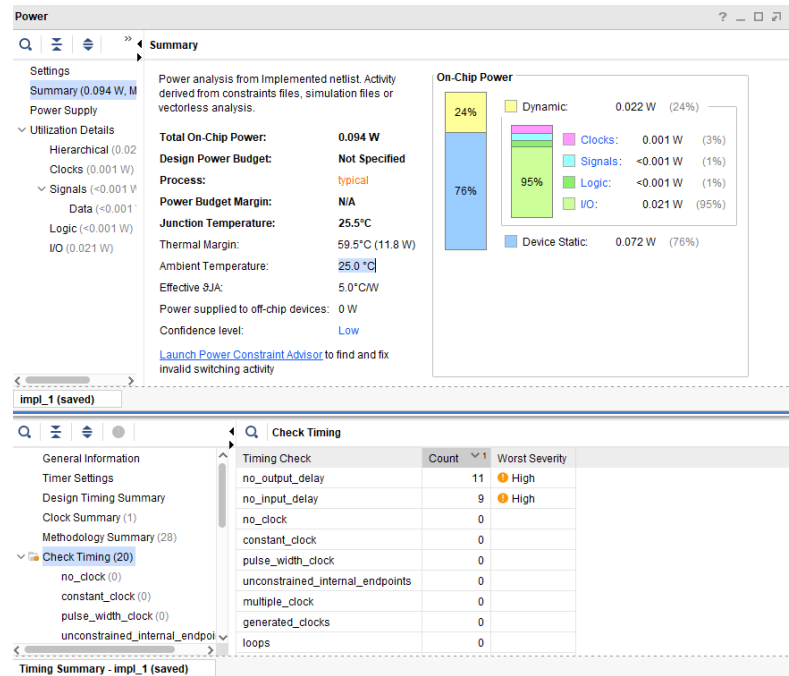 Power
?
»
Summary
Settings
Summary (0.094 W, M
Power Supply
Utilization Details
Hierarchical (0.02
Clocks (0.001 W)
Signals (<0.001 W
Data (<0.001
Logic (<0.001 W)
I/O (0.021 W)
Power analysis from Implemented netlist. Activity
derived from constraints files, simulation files or
vectorless analysis.
Total On-Chip Power: 0.094 W
Design Power Budget: Not Specified
Process: typical
Power Budget Margin: N/A
Junction Temperature: 25.5°C
Thermal Margin: 59.5°C (11.8 W)
Ambient Temperature: 25.0 °C
Effective ϑJA: 5.0°C/W
Power supplied to off-chip devices: 0 W
Confidence level: Low
Launch Power Constraint Advisor to find and fix
invalid switching activity
On-Chip Power
24%
76%
Dynamic: 0.022 W (24%)
95%
Clocks: 0.001 W (3%)
Signals: <0.001 W (1%)
Logic: <0.001 W (1%)
I/O: 0.021 W (95%)
Device Static: 0.072 W (76%)
impl_1 (saved)
General Information
Timer Settings
Design Timing Summary
Clock Summary (1)
Methodology Summary (28)
Check Timing (20)
no_clock (0)
constant_clock (0)
pulse_width_clock (0)
unconstrained_internal_endpoi
Check Timing
Timing Check Count 1 Worst Severity
no_output_delay 11 High
no_input_delay 9 High
no_clock 0
constant_clock 0
pulse_width_clock 0
unconstrained_internal_endpoints 0
multiple_clock 0
generated_clocks 0
loops 0
Timing Summary - impl_1 (saved)